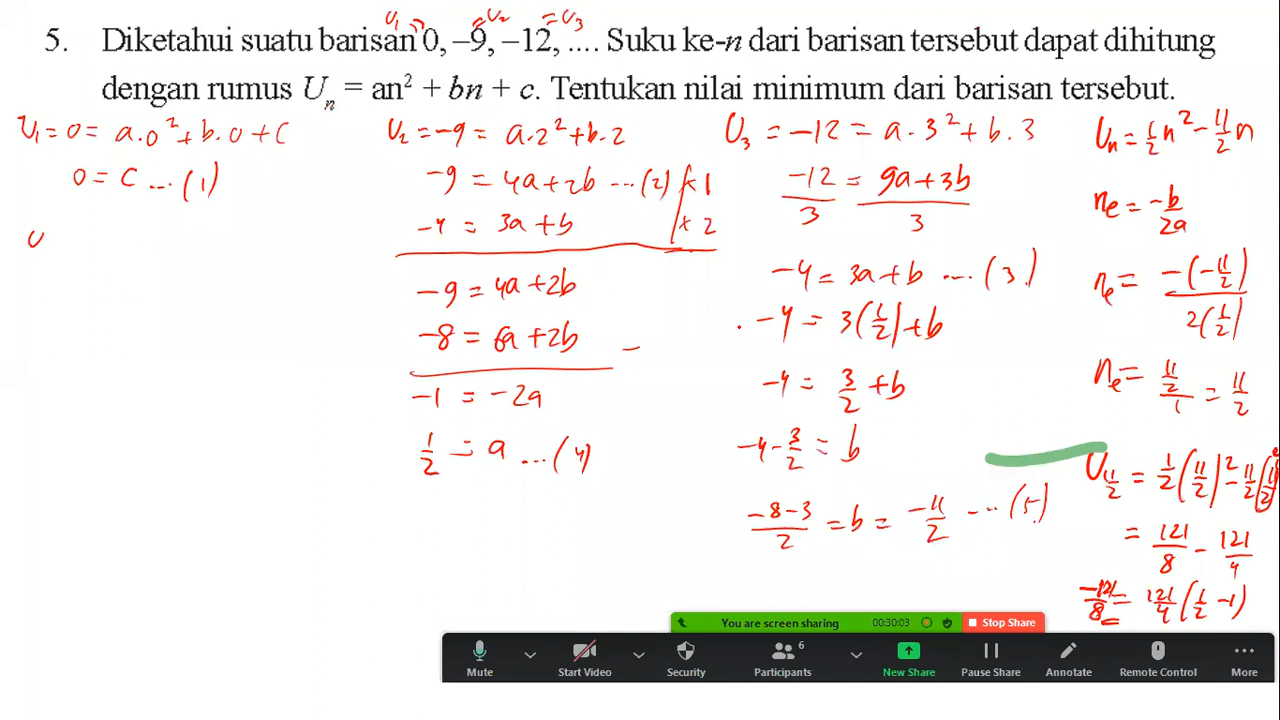 U₁ = = U₂ = U₃
5. Diketahui suatu barisan 0, –9, –12, .... Suku ke-n dari barisan tersebut dapat dihitung
dengan rumus Uₙ = an² + bn + c. Tentukan nilai minimum dari barisan tersebut.
U₁ = 0 = a.0² + b.0 + c
0 = c ... (1)
U
U₂ = -9 = a.2² + b.2
-9 = 4a + 2b ... (2) | x 1
-4 = 3a + b | x 2
-9 = 4a + 2b
-8 = 6a + 2b -
-1 = -2a
1/2 = a ... (4)
U₃ = -12 = a.3² + b.3
-12/3 = (9a + 3b)/3
-4 = 3a + b ... (3)
. -4 = 3(1/2) + b
-4 = 3/2 + b
-4 - 3/2 = b
(-8 - 3)/2 = b = -11/2 ... (5)
Uₙ = 1/2 n² - 11/2 n
nₑ = -b/2a
nₑ = -(-11/2)/2(1/2)
nₑ = (11/2)/1 = 11/2
U₁₁/₂ = 1/2 (11/2)² - 11/2 (11/2)
= 121/8 - 121/4
-121/8 = 121/4 (1/2 - 1)
You are screen sharing 00:30:03 Stop Share
Mute Start Video Security Participants 6 New Share Pause Share Annotate Remote Control More